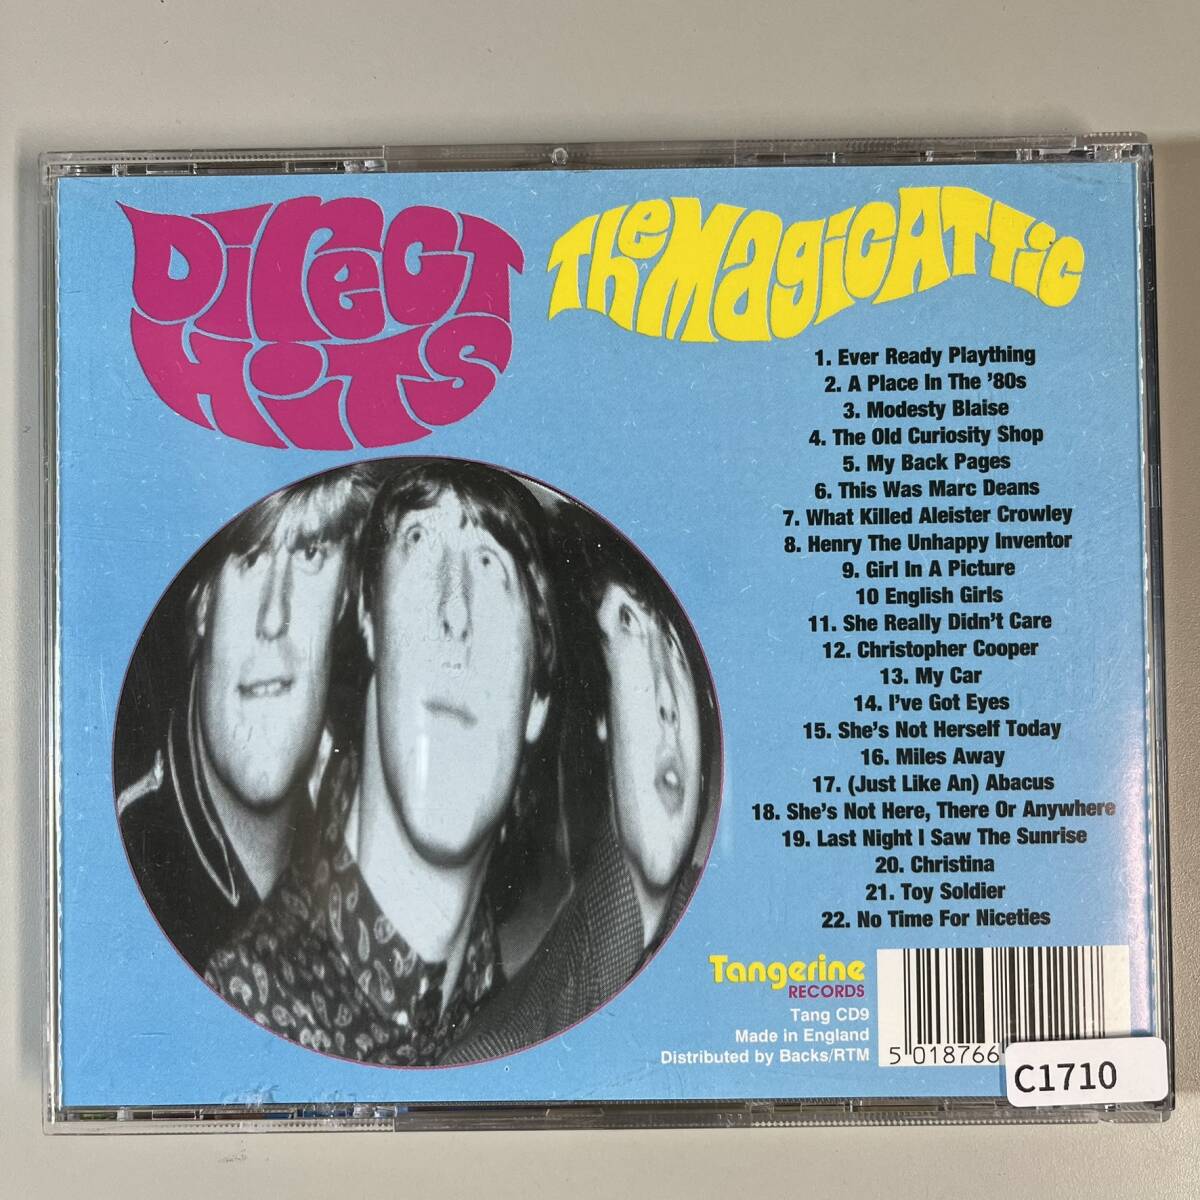 Direct
Hits
The Magic Attic
1. Ever Ready Plaything
2. A Place In The '80s
3. Modesty Blaise
4. The Old Curiosity Shop
5. My Back Pages
6. This Was Marc Deans
7. What Killed Aleister Crowley
8. Henry The Unhappy Inventor
9. Girl In A Picture
10 English Girls
11. She Really Didn't Care
12. Christopher Cooper
13. My Car
14. I've Got Eyes
15. She's Not Herself Today
16. Miles Away
17. (Just Like An) Abacus
18. She's Not Here, There Or Anywhere
19. Last Night I Saw The Sunrise
20. Christina
21. Toy Soldier
22. No Time For Niceties
Tangerine
RECORDS
Tang CD9
Made in England
Distributed by Backs/RTM
5 018766
C1710